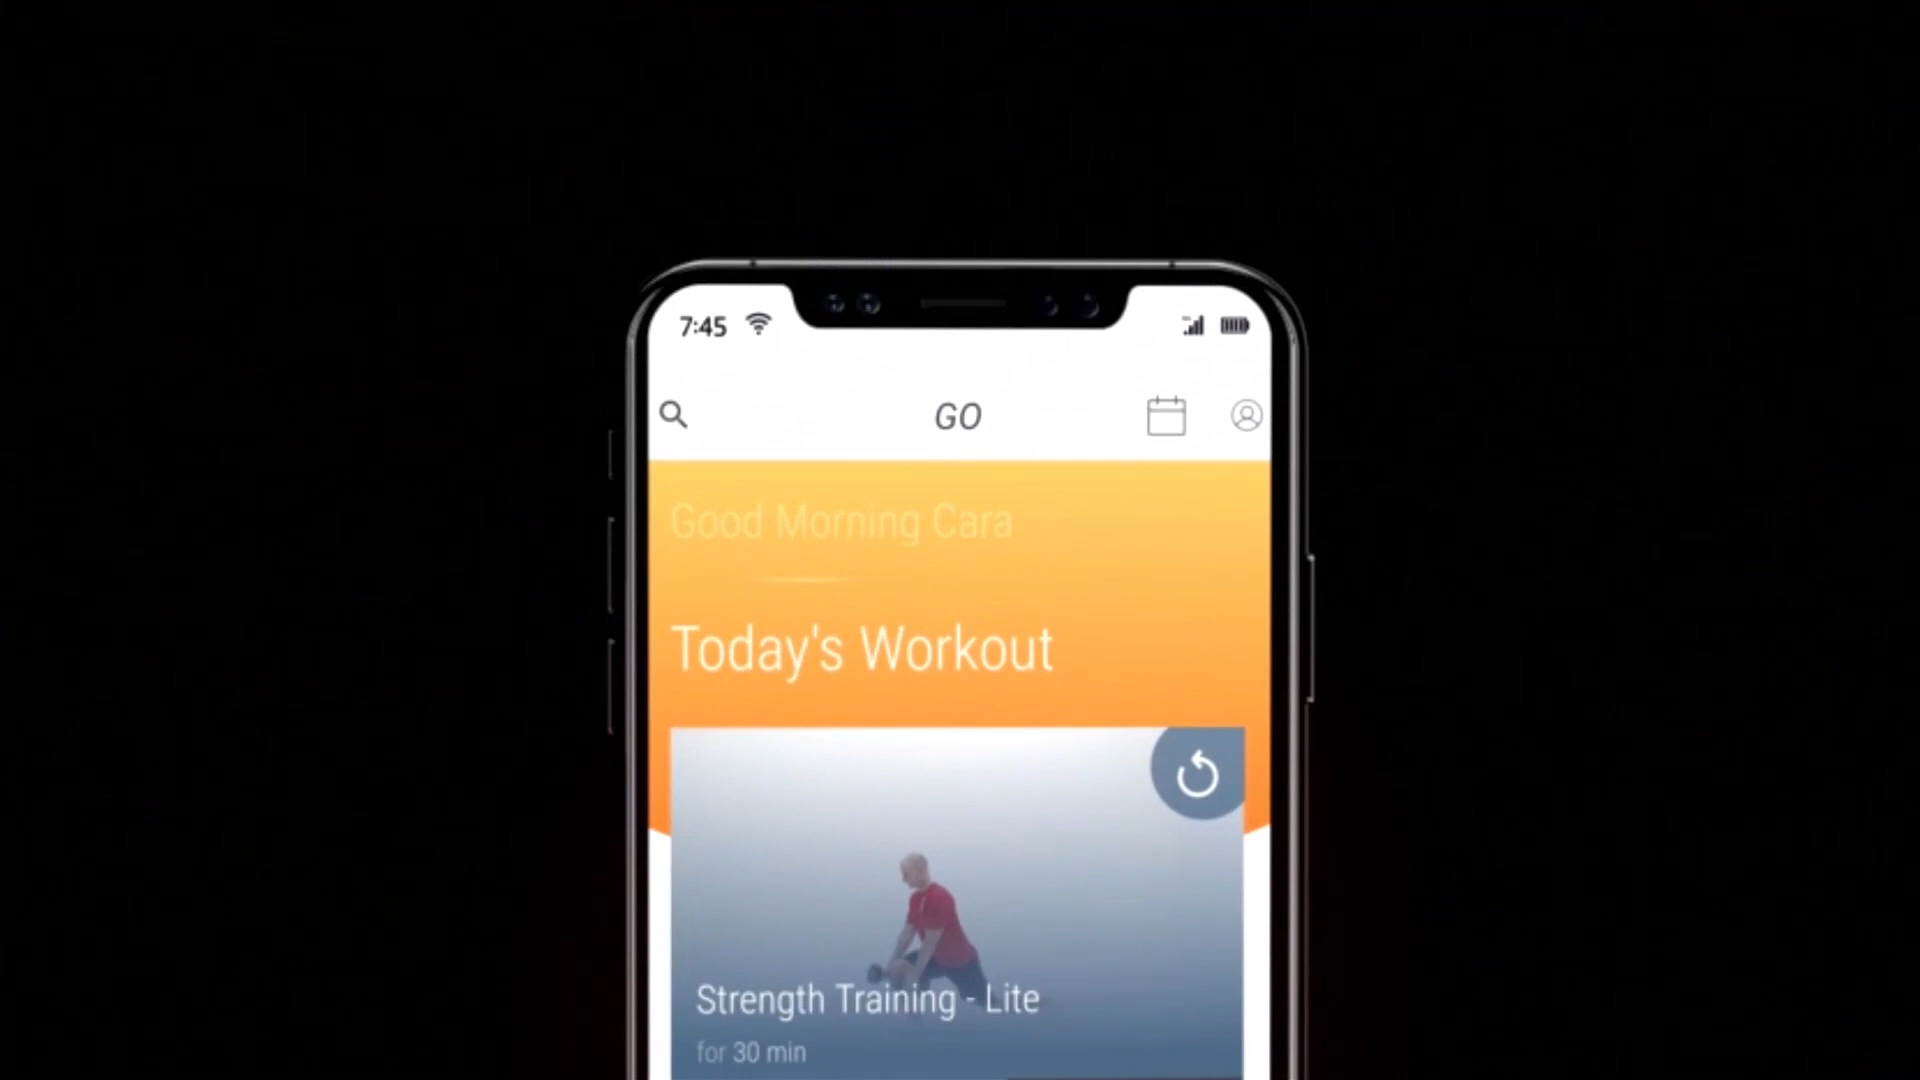 7:45
GO
Good Morning Cara
Today's Workout
Strength Training - Lite
for 30 min